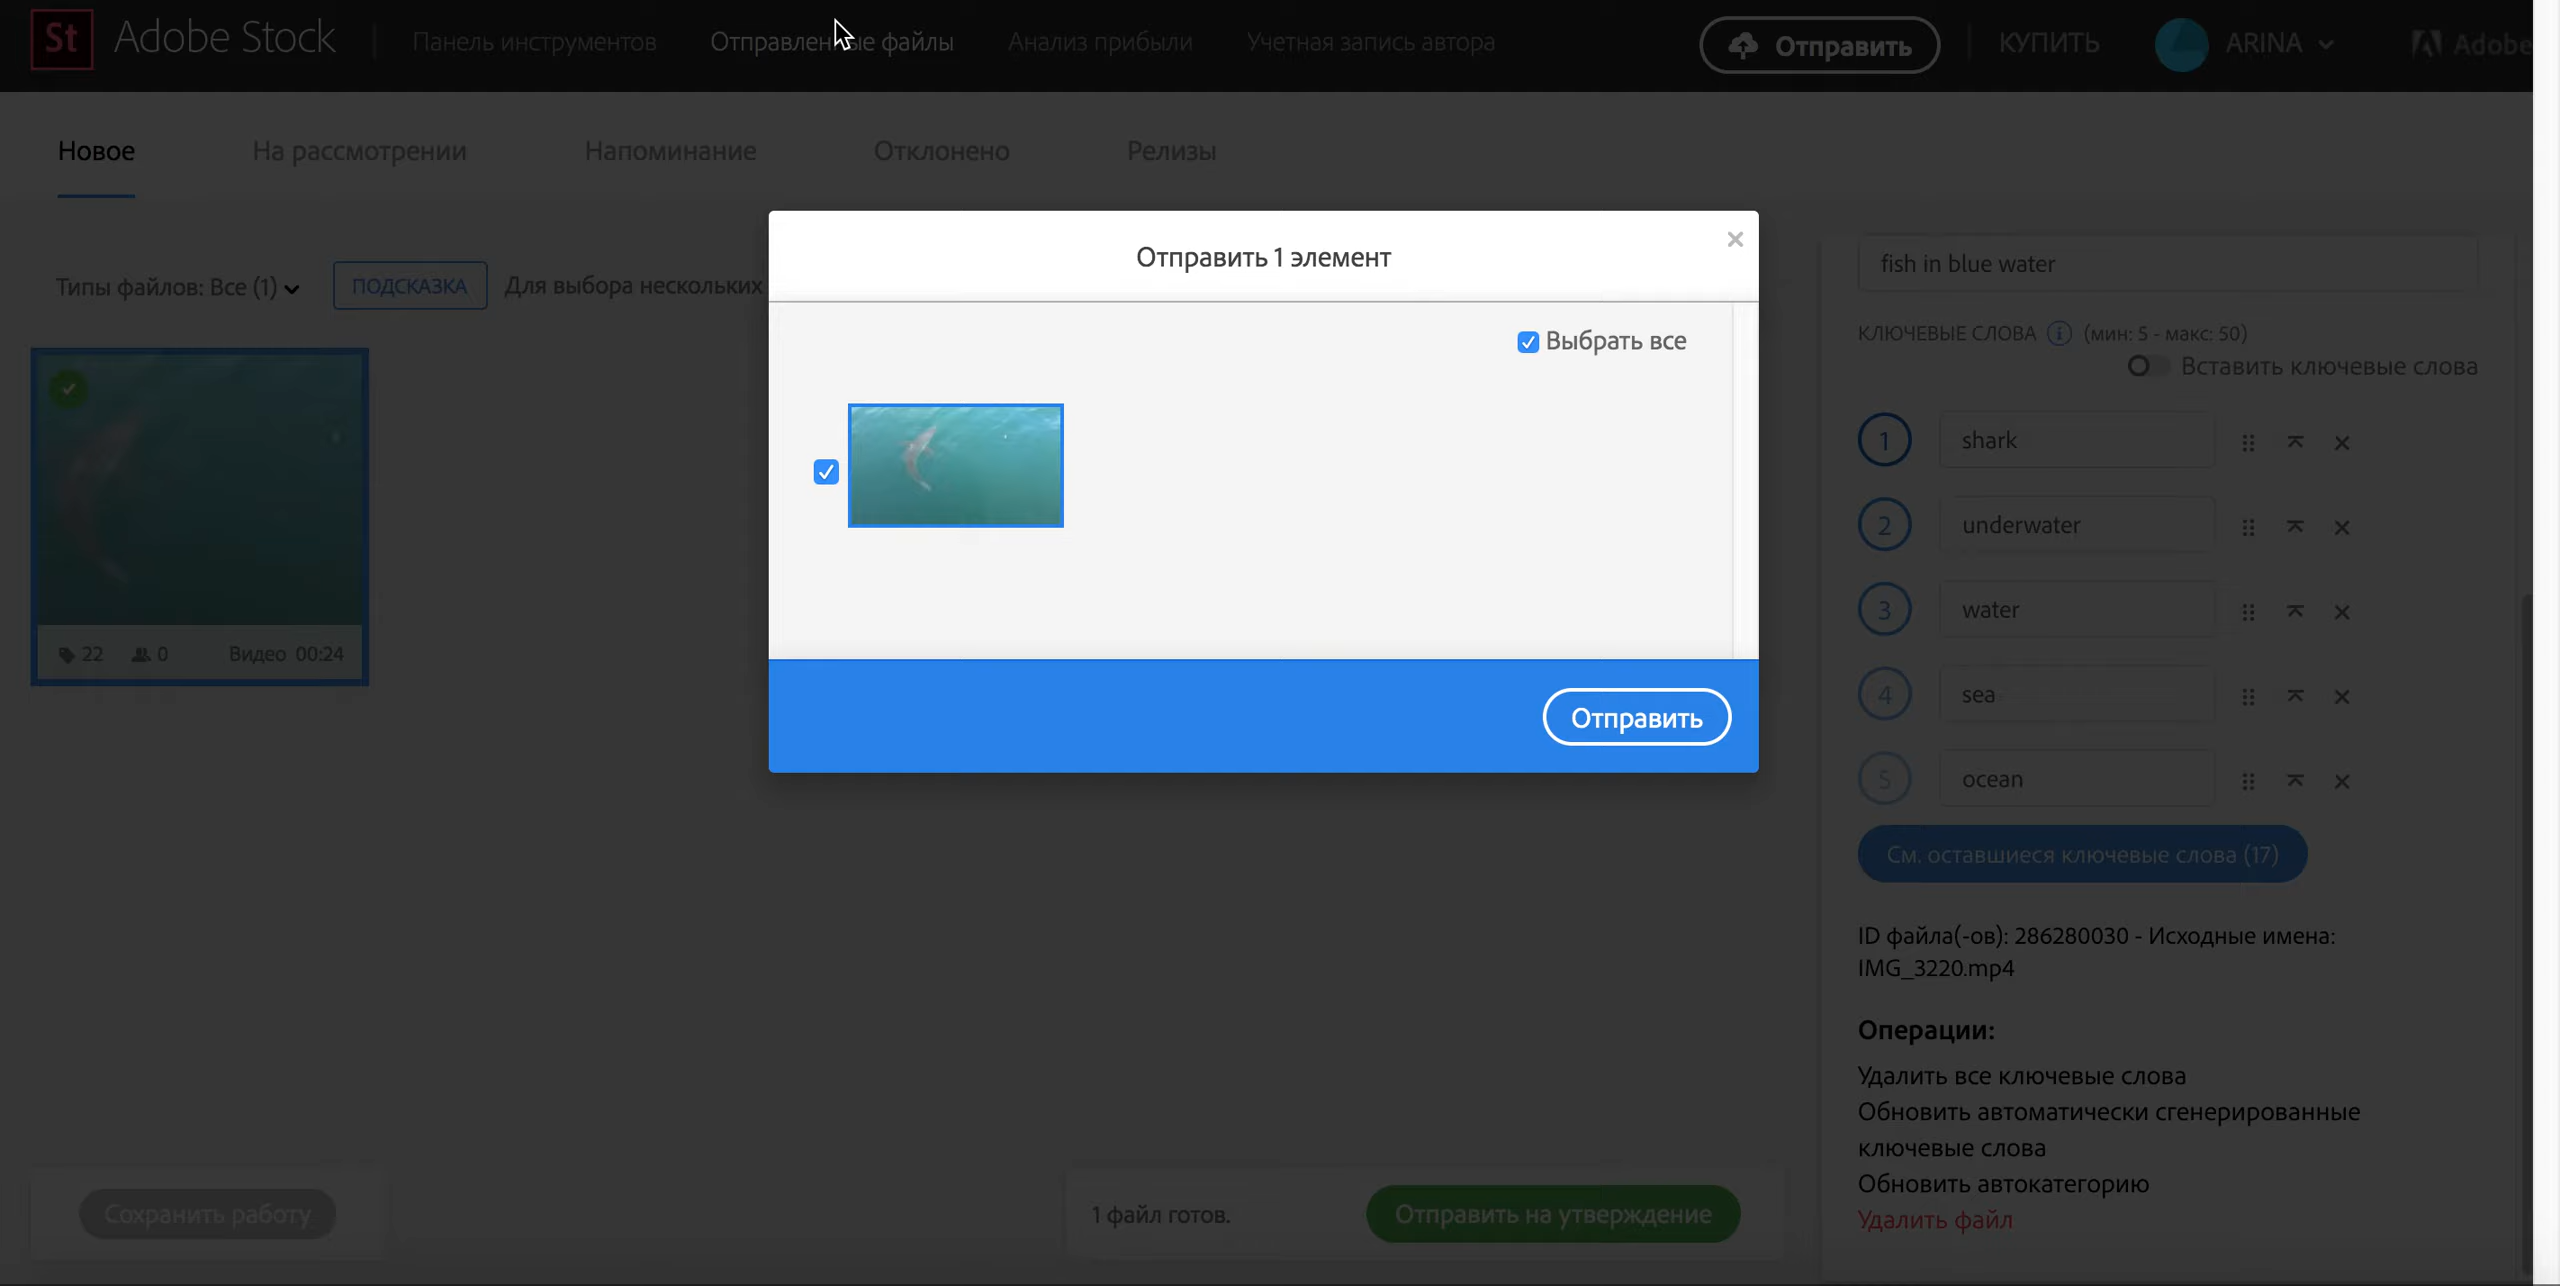 St Adobe Stock Панель инструментов Отправленные файлы Анализ прибыли Учетная запись автора Отправить КУПИТЬ ARINA Adobe
Новое На рассмотрении Напоминание Отклонено Релизы
Типы файлов: Все (1) ПОДСКАЗКА Для выбора нескольких
22 0 Видео 00:24
Отправить 1 элемент
Выбрать все
Отправить
fish in blue water
КЛЮЧЕВЫЕ СЛОВА i (мин: 5 - макс: 50)
Вставить ключевые слова
1 shark
2 underwater
3 water
4 sea
5 ocean
См. оставшиеся ключевые слова (17)
ID файла(-ов): 286280030 - Исходные имена:
IMG_3220.mp4
Операции:
Удалить все ключевые слова
Обновить автоматически сгенерированные
ключевые слова
Обновить автокатегорию
Удалить файл
Сохранить работу
1 файл готов.
Отправить на утверждение